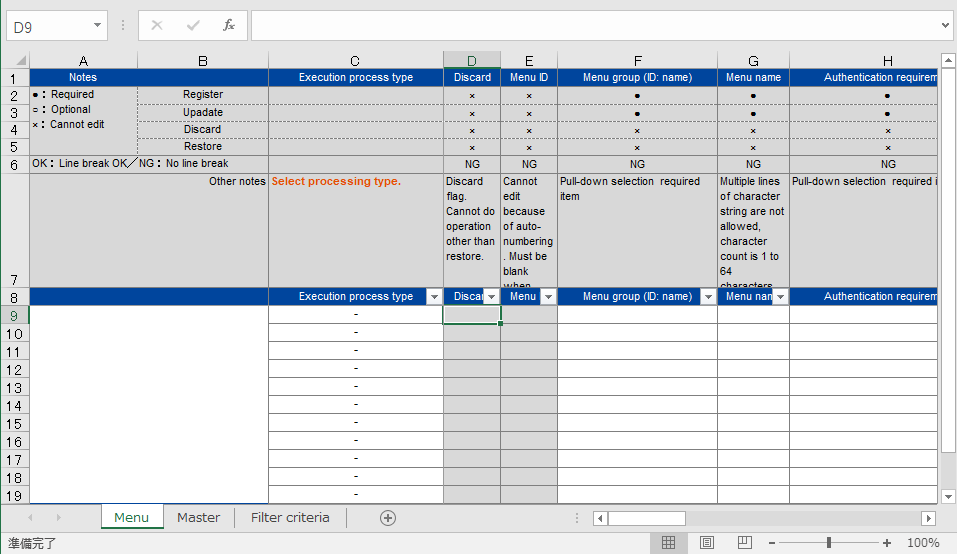 D9
fx
A B C D E F G H
1 Notes Execution process type Discard Menu ID Menu group (ID: name) Menu name Authentication requirem
2 ●：Required Register × × ● ● ●
3 ○：Optional Upadate × × ● ● ●
4 ×：Cannot edit Discard × × × × ×
5 Restore × × × × ×
6 OK：Line break OK／NG：No line break NG NG NG NG NG
7 Other notes Select processing type.
Discard
flag.
Cannot do
operation
other than
restore.
Cannot
edit
because
of auto-
numbering
. Must be
blank
when
Pull-down selection required
item
Multiple lines
of character
string are not
allowed,
character
count is 1 to
64
characters
Pull-down selection required i
8 Execution process type Discar Menu Menu group (ID: name) Menu nam Authentication requirem
9 -
10 -
11 -
12 -
13 -
14 -
15 -
16 -
17 -
18 -
19 -
Menu Master Filter criteria
準備完了 100%